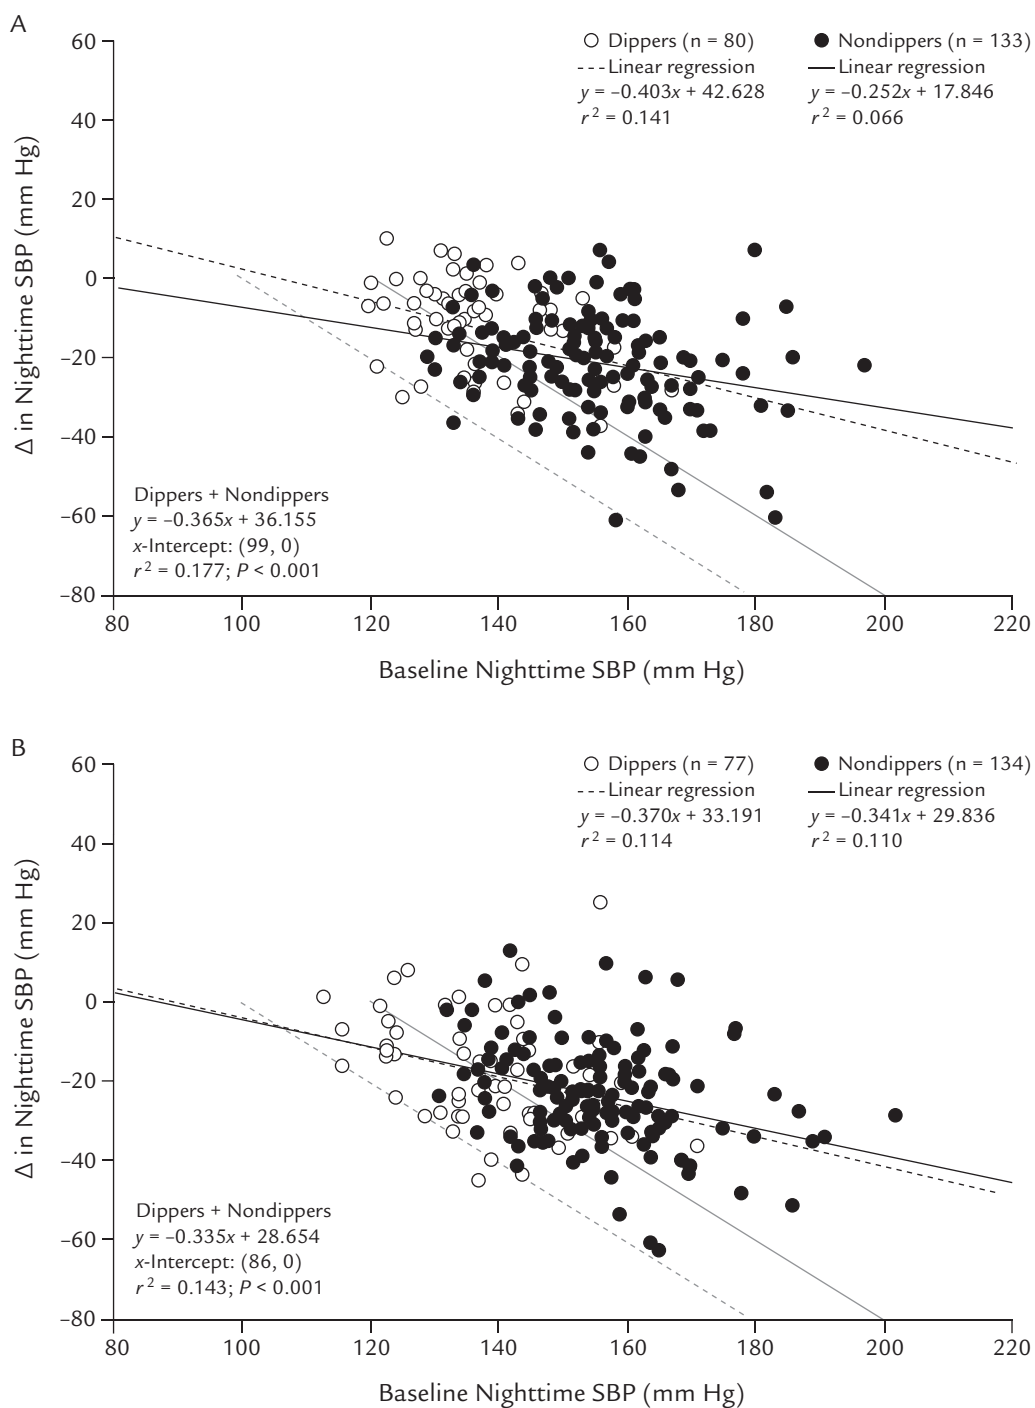 A
60
40
20
0
–20
–40
–60
–80
Δ in Nighttime SBP (mm Hg)
Dippers (n = 80)
Linear regression
y = –0.403x + 42.628
r² = 0.141
Nondippers (n = 133)
Linear regression
y = –0.252x + 17.846
r² = 0.066
Dippers + Nondippers
y = –0.365x + 36.155
x-Intercept: (99, 0)
r² = 0.177; P < 0.001
80 100 120 140 160 180 200 220
Baseline Nighttime SBP (mm Hg)
B
60
40
20
0
–20
–40
–60
–80
Δ in Nighttime SBP (mm Hg)
Dippers (n = 77)
Linear regression
y = –0.370x + 33.191
r² = 0.114
Nondippers (n = 134)
Linear regression
y = –0.341x + 29.836
r² = 0.110
Dippers + Nondippers
y = –0.335x + 28.654
x-Intercept: (86, 0)
r² = 0.143; P < 0.001
80 100 120 140 160 180 200 220
Baseline Nighttime SBP (mm Hg)